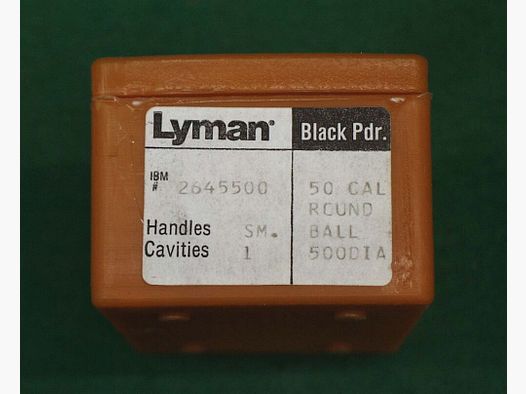 Lyman® Black Pdr.
IBM
# 2645500 50 CAL
ROUND
Handles SM. BALL
Cavities 1 500DIA